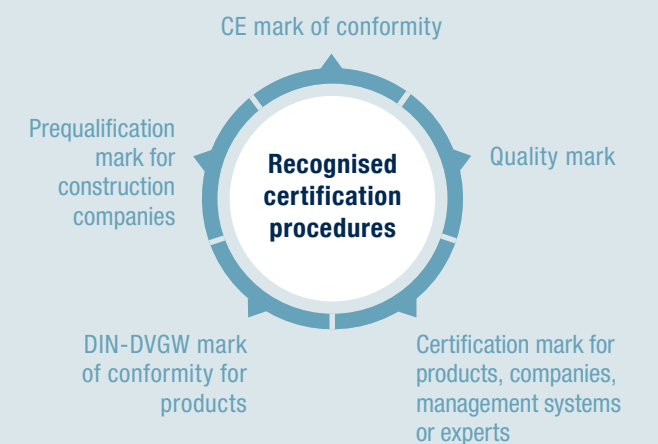 CE mark of conformity
Prequalification
mark for
construction
companies
Recognised
certification
procedures
Quality mark
DIN-DVGW mark
of conformity for
products
Certification mark for
products, companies,
management systems
or experts